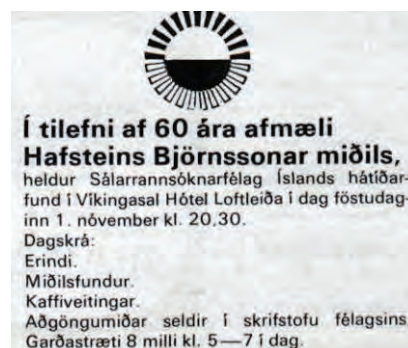 Í tilefni af 60 ára afmæli
Hafsteins Björnssonar miðils,
heldur Sálarrannsóknarfélag Íslands hátíðar-
fund í Víkingasal Hótel Loftleiða í dag föstudag-
inn 1. nóvember kl. 20,30.
Dagskrá:
Erindi.
Miðilsfundur.
Kaffiveitingar.
Aðgöngumiðar seldir í skrifstofu félagsins
Garðastræti 8 milli kl. 5—7 í dag.